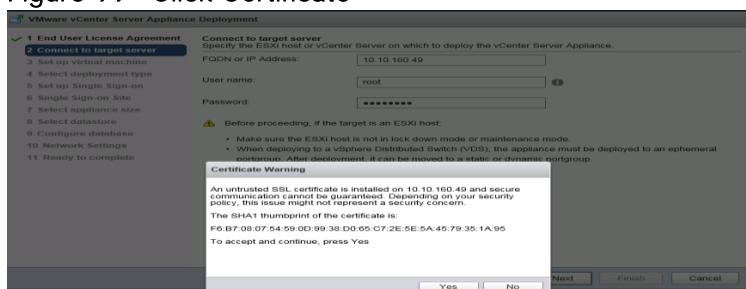 VMware vCenter Server Appliance Deployment
1 End User License Agreement
2 Connect to target server
3 Set up virtual machine
4 Select deployment type
5 Set up Single Sign-on
6 Single Sign-on Site
7 Select appliance size
8 Select datastore
9 Configure database
10 Network Settings
11 Ready to complete
Connect to target server
Specify the ESXi host or vCenter Server on which to deploy the vCenter Server Appliance.
FQDN or IP Address: 10.10.160.49
User name: root
Password: ••••••••
Before proceeding, if the target is an ESXi host:
• Make sure the ESXi host is not in lock down mode or maintenance mode.
• When deploying to a vSphere Distributed Switch (VDS), the appliance must be deployed to an ephemeral
portgroup. After deployment, it can be moved to a static or dynamic portgroup.
Certificate Warning
An untrusted SSL certificate is installed on 10.10.160.49 and secure
communication cannot be guaranteed. Depending on your security
policy, this issue might not represent a security concern.
The SHA1 thumbprint of the certificate is:
F6:B7:08:07:54:59:0D:99:38:D0:65:C7:2E:5E:5A:45:79:35:1A:95
To accept and continue, press Yes
Yes No
Next Finish Cancel